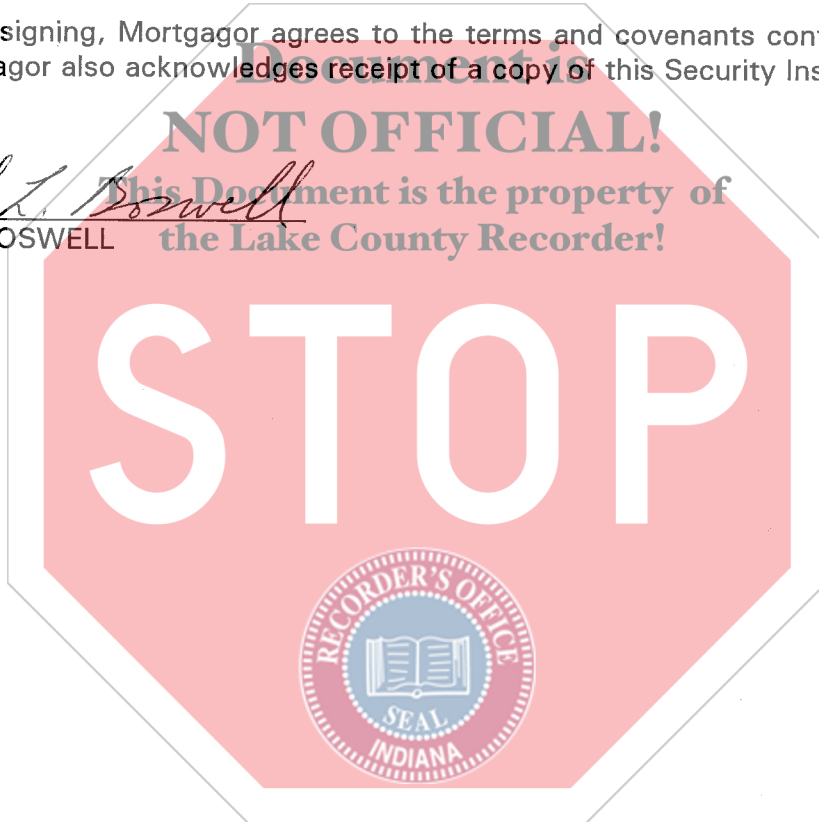 signing, Mortgagor agrees to the terms and covenants con
agor also acknowledges receipt of a copy of this Security Ins
Document is
NOT OFFICIAL!
This Document is the property of
the Lake County Recorder!
L. Boswell
OSWELL
STOP
RECORDER'S OFFICE
SEAL
INDIANA